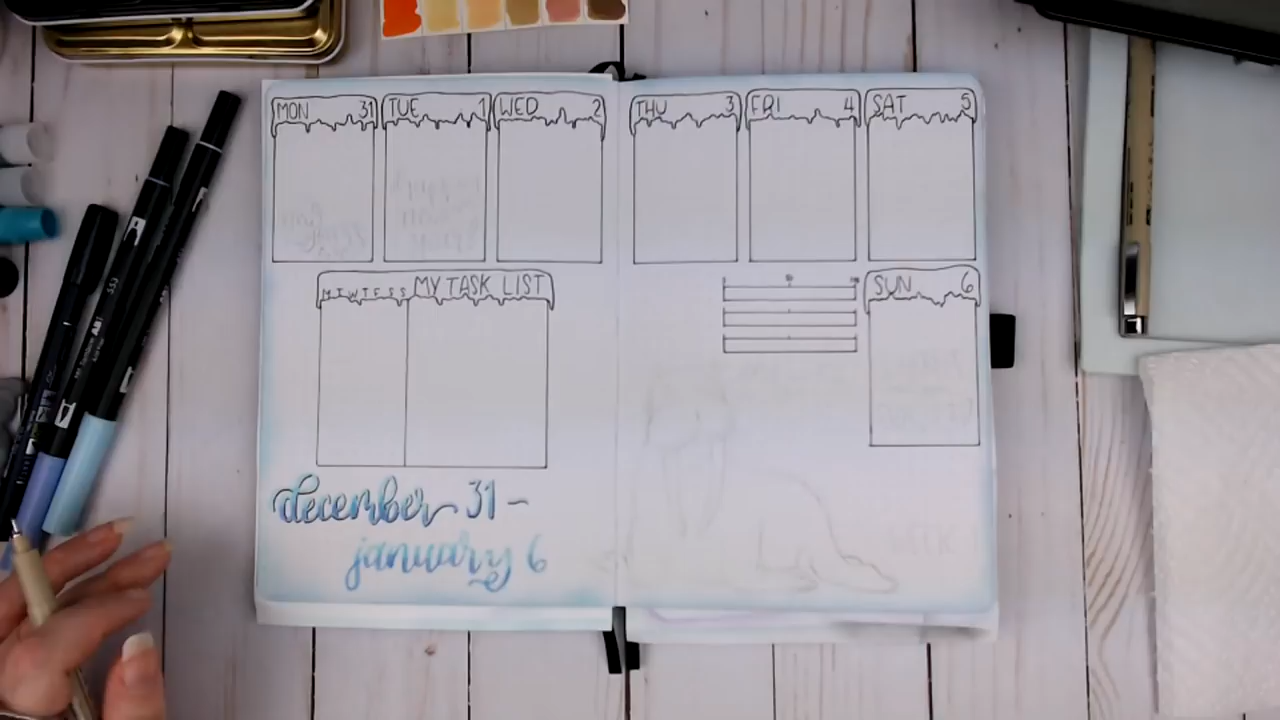 MON 31
TUE 1
WED 2
THU 3
FRI 4
SAT 5
M T W T F S S MY TASK LIST
SUN 6
december 31 -
january 6